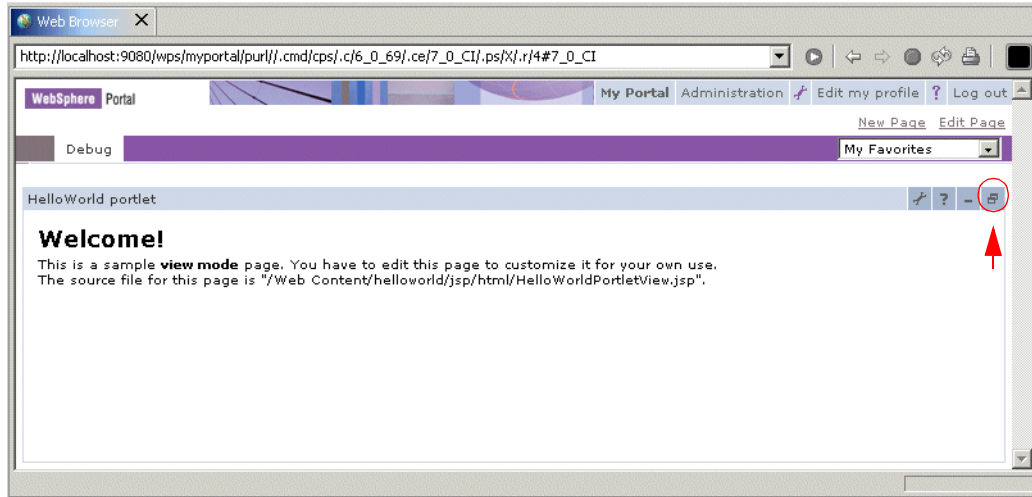 Web Browser
http://localhost:9080/wps/myportal/purl//.cmd/cps/.c/6_0_69/.ce/7_0_CI/.ps/X/.r/4#7_0_CI
WebSphere Portal My Portal Administration Edit my profile ? Log out
New Page Edit Page
Debug My Favorites
HelloWorld portlet ?
Welcome!
This is a sample view mode page. You have to edit this page to customize it for your own use.
The source file for this page is "/Web Content/helloworld/jsp/html/HelloWorldPortletView.jsp".